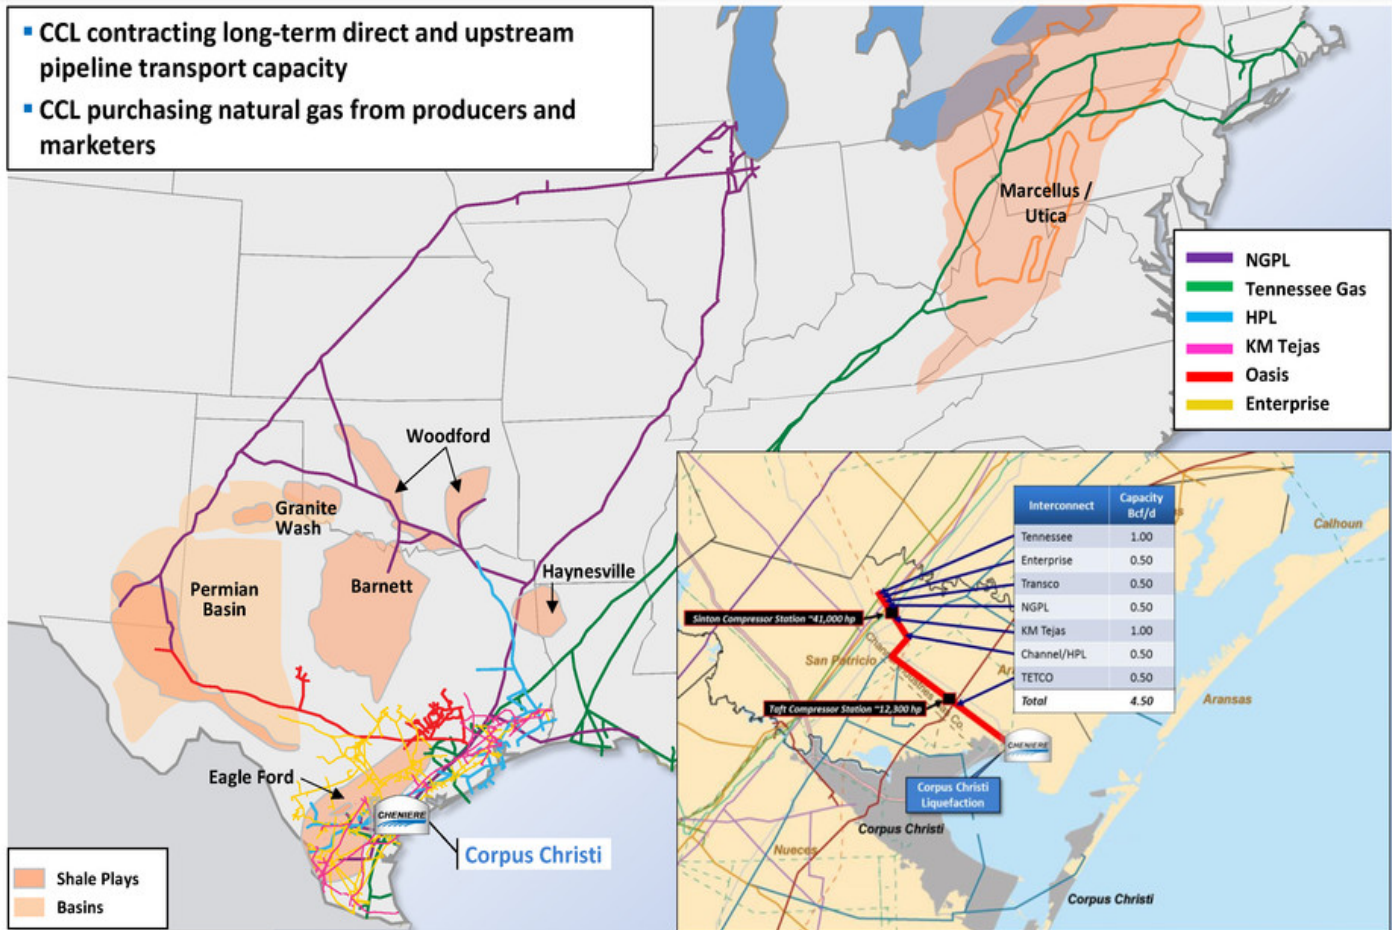 ▪ CCL contracting long-term direct and upstream
pipeline transport capacity
▪ CCL purchasing natural gas from producers and
marketers
Marcellus /
Utica
NGPL
Tennessee Gas
HPL
KM Tejas
Oasis
Enterprise
Woodford
Granite
Wash
Haynesville
Permian
Basin
Barnett
Eagle Ford
CHENIERE
Corpus Christi
Shale Plays
Basins
Interconnect Capacity
Bcf/d
Tennessee 1.00
Enterprise 0.50
Transco 0.50
NGPL 0.50
KM Tejas 1.00
Channel/HPL 0.50
TETCO 0.50
Total 4.50
Calhoun
Sinton Compressor Station ~41,000 hp
San Patricio
Aransas
Taft Compressor Station ~12,300 hp
CHENIERE
Corpus Christi
Liquefaction
Corpus Christi
Nueces
Corpus Christi